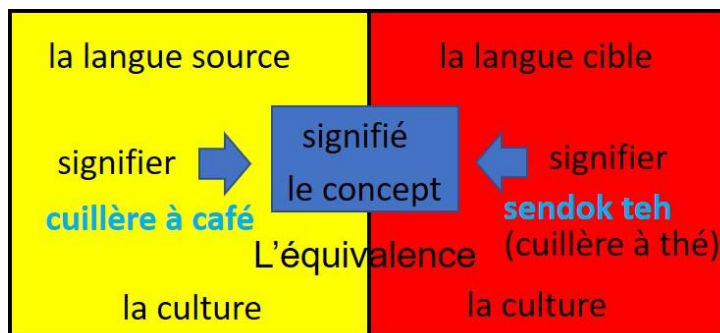 la langue source
la langue cible
signifié
le concept
signifier
cuillère à café
signifier
sendok teh
(cuillère à thé)
L'équivalence
la culture
la culture